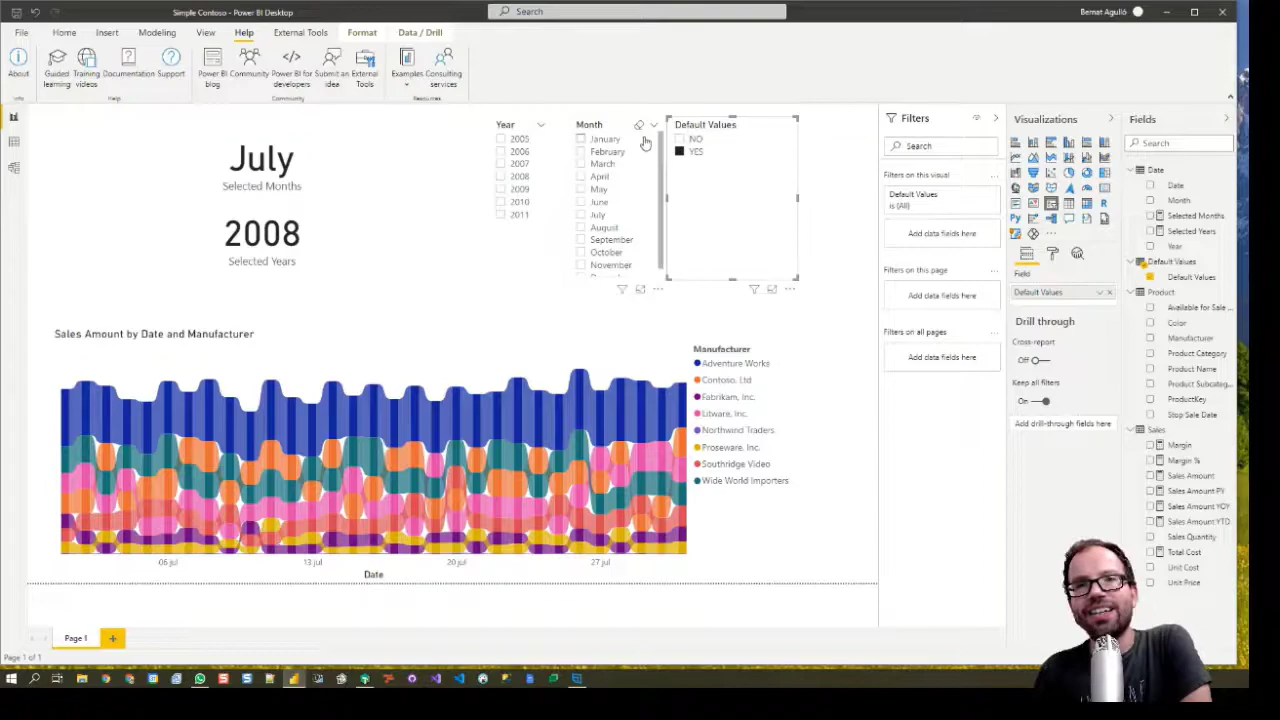 Simple Contoso - Power BI Desktop
Search
Bernat Agulló
File Home Insert Modeling View Help External Tools Format Data / Drill
About
Guided learning
Training videos
Documentation
Support
Power BI blog
Community
Power BI for developers
Submit an idea
External Tools
Examples
Consulting services
Info
Help
Community
Resources
July
Selected Months
2008
Selected Years
Year
2005
2006
2007
2008
2009
2010
2011
Month
January
February
March
April
May
June
July
August
September
October
November
Default Values
NO
YES
Sales Amount by Date and Manufacturer
06 jul
13 jul
20 jul
27 jul
Date
Manufacturer
Adventure Works
Contoso, Ltd
Fabrikam, Inc.
Litware, Inc.
Northwind Traders
Proseware, Inc.
Southridge Video
Wide World Importers
Filters
Search
Filters on this visual
Default Values
is (All)
Add data fields here
Filters on this page
Add data fields here
Filters on all pages
Add data fields here
Visualizations
Field
Default Values
Drill through
Cross-report
Off
Keep all filters
On
Add drill-through fields here
Fields
Search
Date
Date
Month
Selected Months
Selected Years
Year
Default Values
Default Values
Product
Available for Sale ...
Color
Manufacturer
Product Category
Product Name
Product Subcateg...
ProductKey
Stop Sale Date
Sales
Margin
Margin %
Sales Amount
Sales Amount PY
Sales Amount YOY
Sales Amount YTD
Sales Quantity
Total Cost
Unit Cost
Unit Price
Page 1
Page 1 of 1